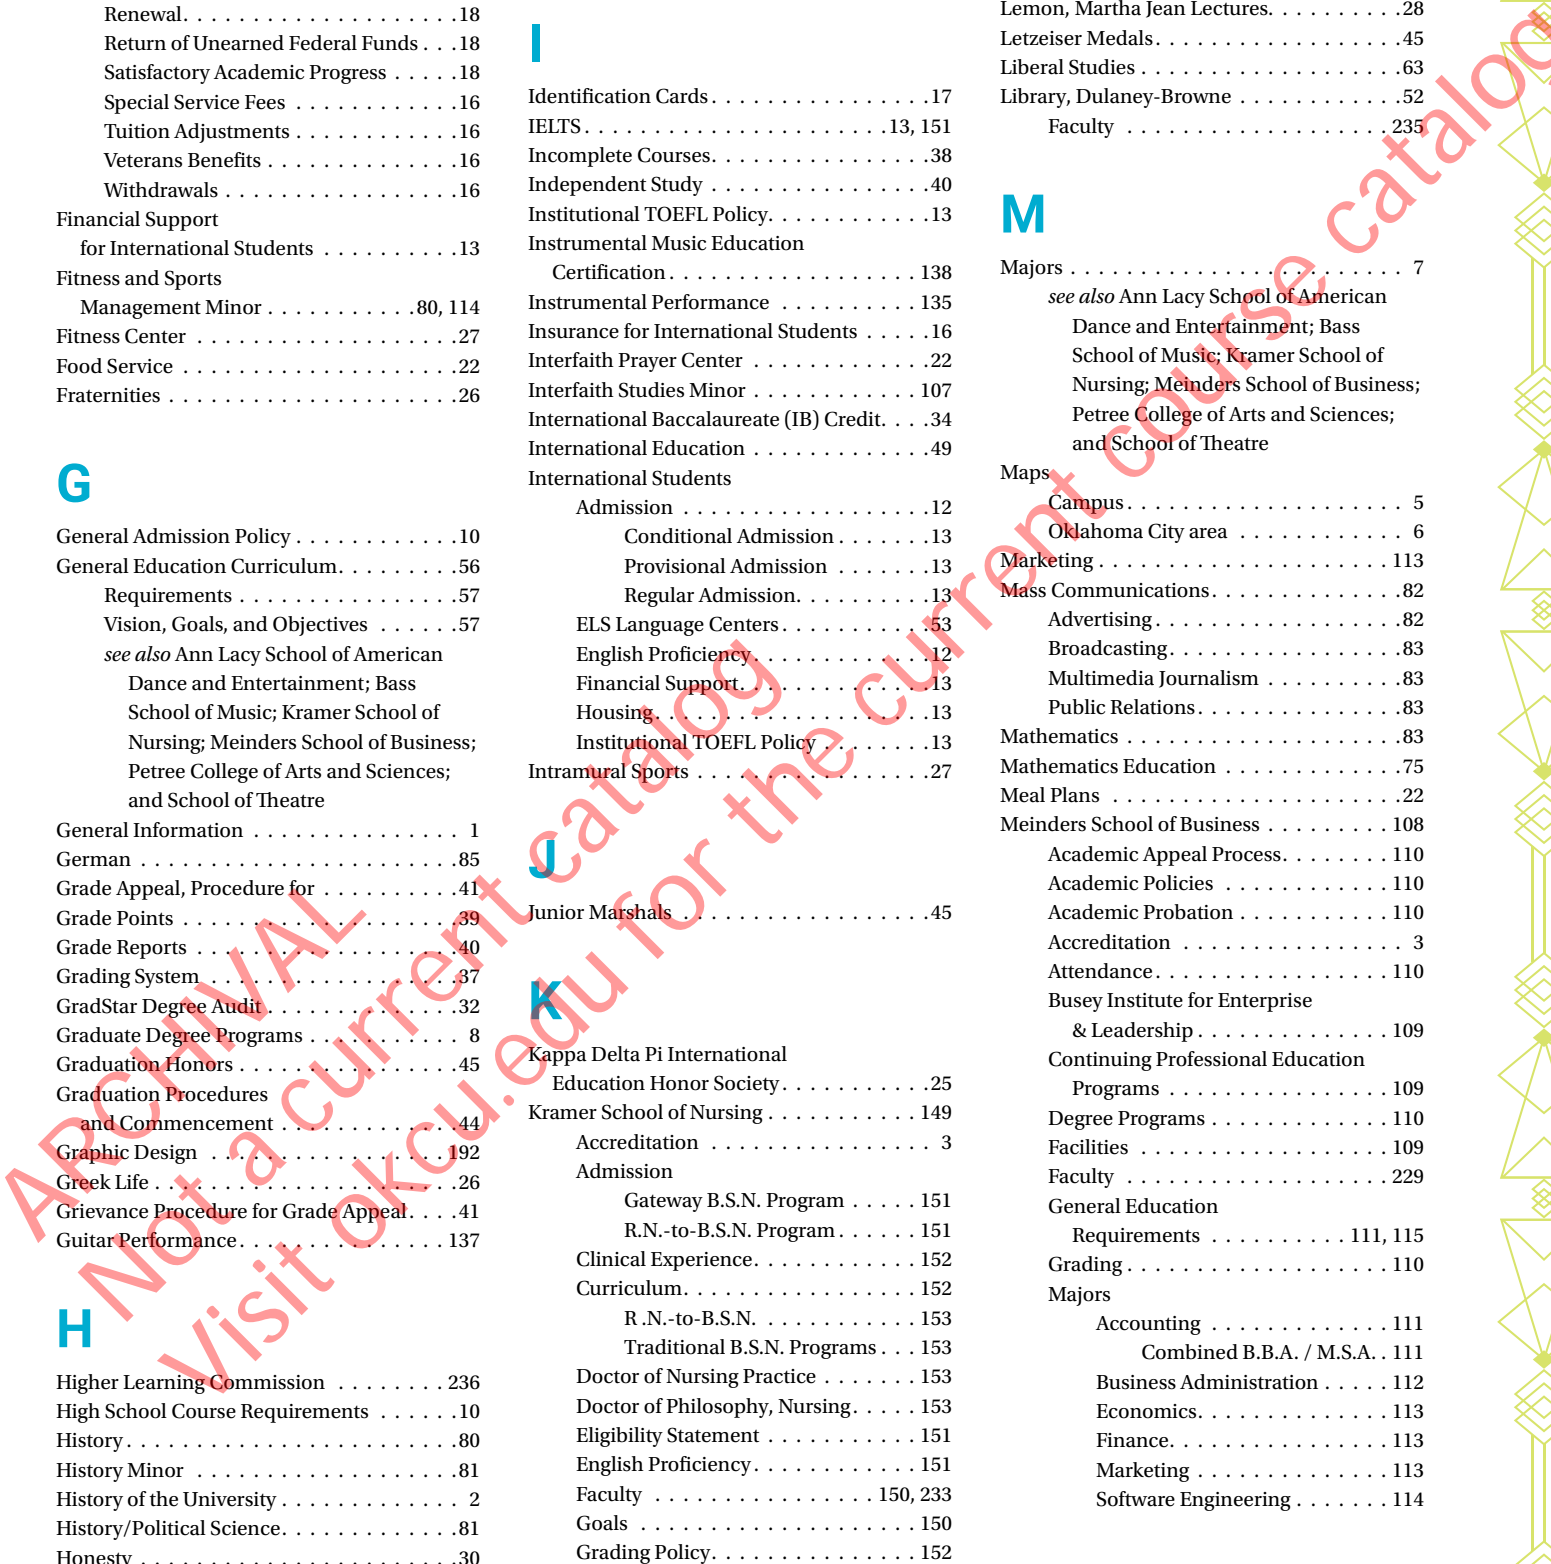 Renewal. . . . . . . . . . . . . . . . . . . .18
Return of Unearned Federal Funds . . .18
Satisfactory Academic Progress . . . . .18
Special Service Fees . . . . . . . . . . . .16
Tuition Adjustments . . . . . . . . . . . .16
Veterans Benefits . . . . . . . . . . . . . .16
Withdrawals . . . . . . . . . . . . . . . . .16
Financial Support
for International Students . . . . . . . . . .13
Fitness and Sports
Management Minor . . . . . . . . . . .80, 114
Fitness Center . . . . . . . . . . . . . . . . . . .27
Food Service . . . . . . . . . . . . . . . . . . . .22
Fraternities . . . . . . . . . . . . . . . . . . . . .26
G
General Admission Policy . . . . . . . . . . . .10
General Education Curriculum. . . . . . . . .56
Requirements . . . . . . . . . . . . . . . .57
Vision, Goals, and Objectives . . . . . .57
see also Ann Lacy School of American
Dance and Entertainment; Bass
School of Music; Kramer School of
Nursing; Meinders School of Business;
Petree College of Arts and Sciences;
and School of Theatre
General Information . . . . . . . . . . . . . . . 1
German . . . . . . . . . . . . . . . . . . . . . . .85
Grade Appeal, Procedure for . . . . . . . . . .41
Grade Points . . . . . . . . . . . . . . . . . . . .39
Grade Reports . . . . . . . . . . . . . . . . . . .40
Grading System . . . . . . . . . . . . . . . . . .37
GradStar Degree Audit . . . . . . . . . . . . . .32
Graduate Degree Programs . . . . . . . . . . . 8
Graduation Honors . . . . . . . . . . . . . . . .45
Graduation Procedures
and Commencement . . . . . . . . . . . . .44
Graphic Design . . . . . . . . . . . . . . . . . 192
Greek Life . . . . . . . . . . . . . . . . . . . . . .26
Grievance Procedure for Grade Appeal. . . .41
Guitar Performance. . . . . . . . . . . . . . . 137
H
Higher Learning Commission . . . . . . . . 236
High School Course Requirements . . . . . .10
History. . . . . . . . . . . . . . . . . . . . . . . .80
History Minor . . . . . . . . . . . . . . . . . . .81
History of the University . . . . . . . . . . . . . 2
History/Political Science. . . . . . . . . . . . .81
Honesty . . . . . . . . . . . . . . . . . . . . . . .30
I
Identification Cards . . . . . . . . . . . . . . . .17
IELTS . . . . . . . . . . . . . . . . . . . . . .13, 151
Incomplete Courses. . . . . . . . . . . . . . . .38
Independent Study . . . . . . . . . . . . . . . .40
Institutional TOEFL Policy. . . . . . . . . . . .13
Instrumental Music Education
Certification . . . . . . . . . . . . . . . . . . 138
Instrumental Performance . . . . . . . . . . 135
Insurance for International Students . . . . .16
Interfaith Prayer Center . . . . . . . . . . . . .22
Interfaith Studies Minor . . . . . . . . . . . . 107
International Baccalaureate (IB) Credit. . . .34
International Education . . . . . . . . . . . . .49
International Students
Admission . . . . . . . . . . . . . . . . . .12
Conditional Admission . . . . . . . . .13
Provisional Admission . . . . . . . .13
Regular Admission. . . . . . . . . . .13
ELS Language Centers . . . . . . . . . . .53
English Proficiency. . . . . . . . . . . . .12
Financial Support. . . . . . . . . . . . . .13
Housing. . . . . . . . . . . . . . . . . . . .13
Institutional TOEFL Policy . . . . . . . .13
Intramural Sports . . . . . . . . . . . . . . . . .27
J
Junior Marshals . . . . . . . . . . . . . . . . . .45
K
Kappa Delta Pi International
Education Honor Society . . . . . . . . . . .25
Kramer School of Nursing . . . . . . . . . . . 149
Accreditation . . . . . . . . . . . . . . . . . 3
Admission
Gateway B.S.N. Program . . . . . 151
R.N.-to-B.S.N. Program . . . . . . 151
Clinical Experience. . . . . . . . . . . . 152
Curriculum. . . . . . . . . . . . . . . . . 152
R .N.-to-B.S.N. . . . . . . . . . . . 153
Traditional B.S.N. Programs . . . 153
Doctor of Nursing Practice . . . . . . . 153
Doctor of Philosophy, Nursing. . . . . 153
Eligibility Statement . . . . . . . . . . . 151
English Proficiency. . . . . . . . . . . . 151
Faculty . . . . . . . . . . . . . . . . 150, 233
Goals . . . . . . . . . . . . . . . . . . . . 150
Grading Policy. . . . . . . . . . . . . . . 152
Lemon, Martha Jean Lectures. . . . . . . . . .28
Letzeiser Medals . . . . . . . . . . . . . . . . . .45
Liberal Studies . . . . . . . . . . . . . . . . . . .63
Library, Dulaney-Browne . . . . . . . . . . . .52
Faculty . . . . . . . . . . . . . . . . . . . 235
M
Majors . . . . . . . . . . . . . . . . . . . . . . . . 7
see also Ann Lacy School of American
Dance and Entertainment; Bass
School of Music; Kramer School of
Nursing; Meinders School of Business;
Petree College of Arts and Sciences;
and School of Theatre
Maps
Campus . . . . . . . . . . . . . . . . . . . . 5
Oklahoma City area . . . . . . . . . . . . 6
Marketing . . . . . . . . . . . . . . . . . . . . . 113
Mass Communications . . . . . . . . . . . . . .82
Advertising . . . . . . . . . . . . . . . . . .82
Broadcasting. . . . . . . . . . . . . . . . .83
Multimedia Journalism . . . . . . . . . .83
Public Relations . . . . . . . . . . . . . . .83
Mathematics . . . . . . . . . . . . . . . . . . . .83
Mathematics Education . . . . . . . . . . . . .75
Meal Plans . . . . . . . . . . . . . . . . . . . . .22
Meinders School of Business . . . . . . . . . 108
Academic Appeal Process. . . . . . . . 110
Academic Policies . . . . . . . . . . . . 110
Academic Probation . . . . . . . . . . . 110
Accreditation . . . . . . . . . . . . . . . . 3
Attendance . . . . . . . . . . . . . . . . . 110
Busey Institute for Enterprise
& Leadership . . . . . . . . . . . . . . 109
Continuing Professional Education
Programs . . . . . . . . . . . . . . . . 109
Degree Programs . . . . . . . . . . . . . 110
Facilities . . . . . . . . . . . . . . . . . . 109
Faculty . . . . . . . . . . . . . . . . . . . 229
General Education
Requirements . . . . . . . . . . 111, 115
Grading . . . . . . . . . . . . . . . . . . . 110
Majors
Accounting . . . . . . . . . . . . . 111
Combined B.B.A. / M.S.A. . 111
Business Administration . . . . . 112
Economics. . . . . . . . . . . . . . 113
Finance. . . . . . . . . . . . . . . . 113
Marketing . . . . . . . . . . . . . . 113
Software Engineering . . . . . . . 114
ARCHIVAL
Not a current catalog
Visit okcu.edu for the current course catalog